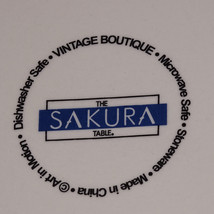 • VINTAGE BOUTIQUE • Microwave Safe • Stoneware • Made in China • © Art in Motion • Dishwasher Safe
THE
SAKURA
TABLE®